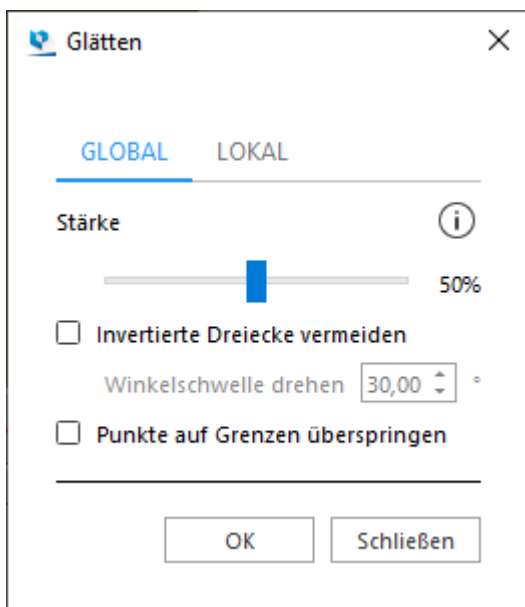 Glätten
GLOBAL LOKAL
Stärke
50%
Invertierte Dreiecke vermeiden
Winkelschwelle drehen 30,00 °
Punkte auf Grenzen überspringen
OK Schließen